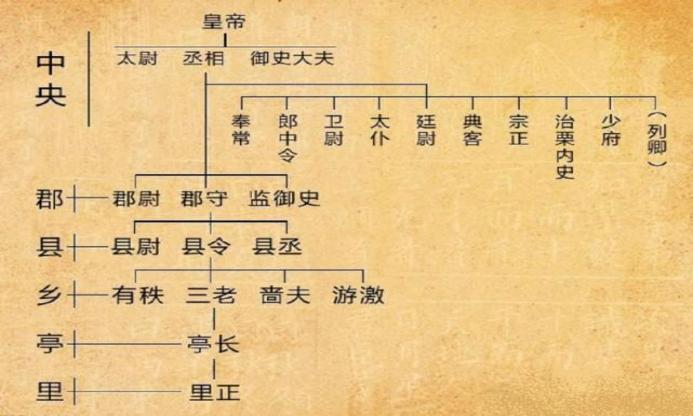 皇帝
中央
太尉 丞相 御史大夫
奉常 郎中令 卫尉 太仆 廷尉 典客 宗正 治栗内史 少府 （列卿）
郡 郡尉 郡守 监御史
县 县尉 县令 县丞
乡 有秩 三老 啬夫 游激
亭 亭长
里 里正